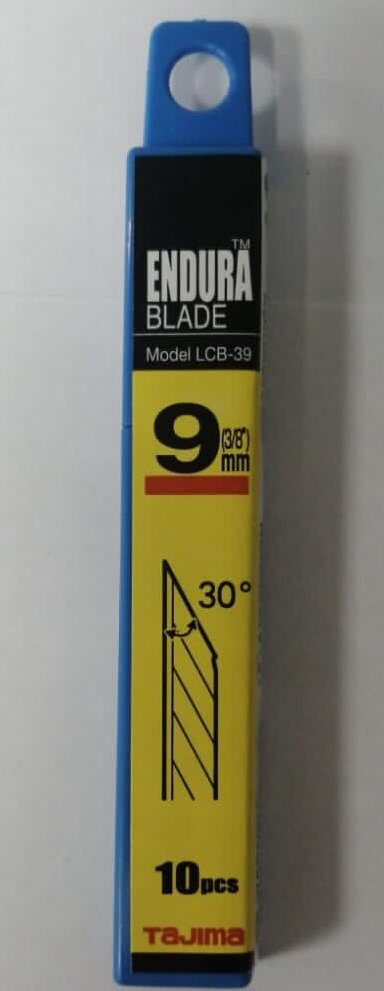 ENDURA™
BLADE
Model LCB-39
9 (3/8")
mm
30°
10pcs
TaJima